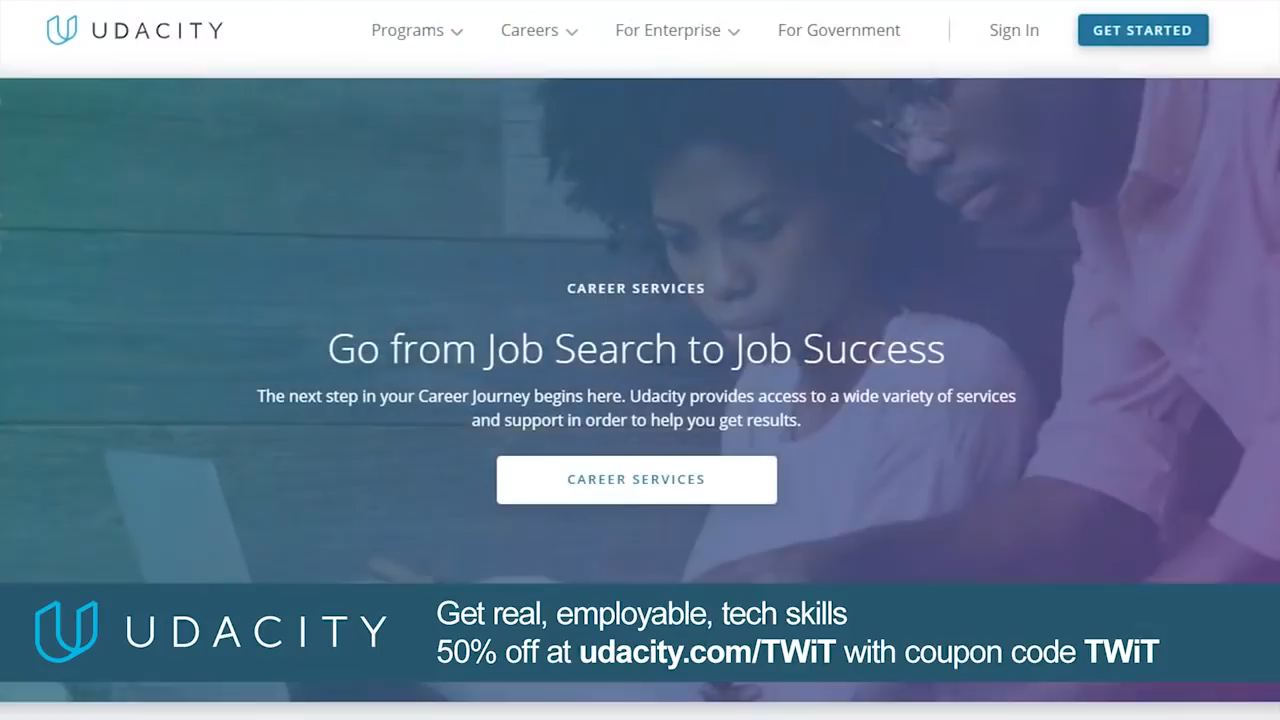 UDACITY
Programs
Careers
For Enterprise
For Government
Sign In
GET STARTED
CAREER SERVICES
Go from Job Search to Job Success
The next step in your Career Journey begins here. Udacity provides access to a wide variety of services
and support in order to help you get results.
CAREER SERVICES
UDACITY
Get real, employable, tech skills
50% off at udacity.com/TWiT with coupon code TWiT